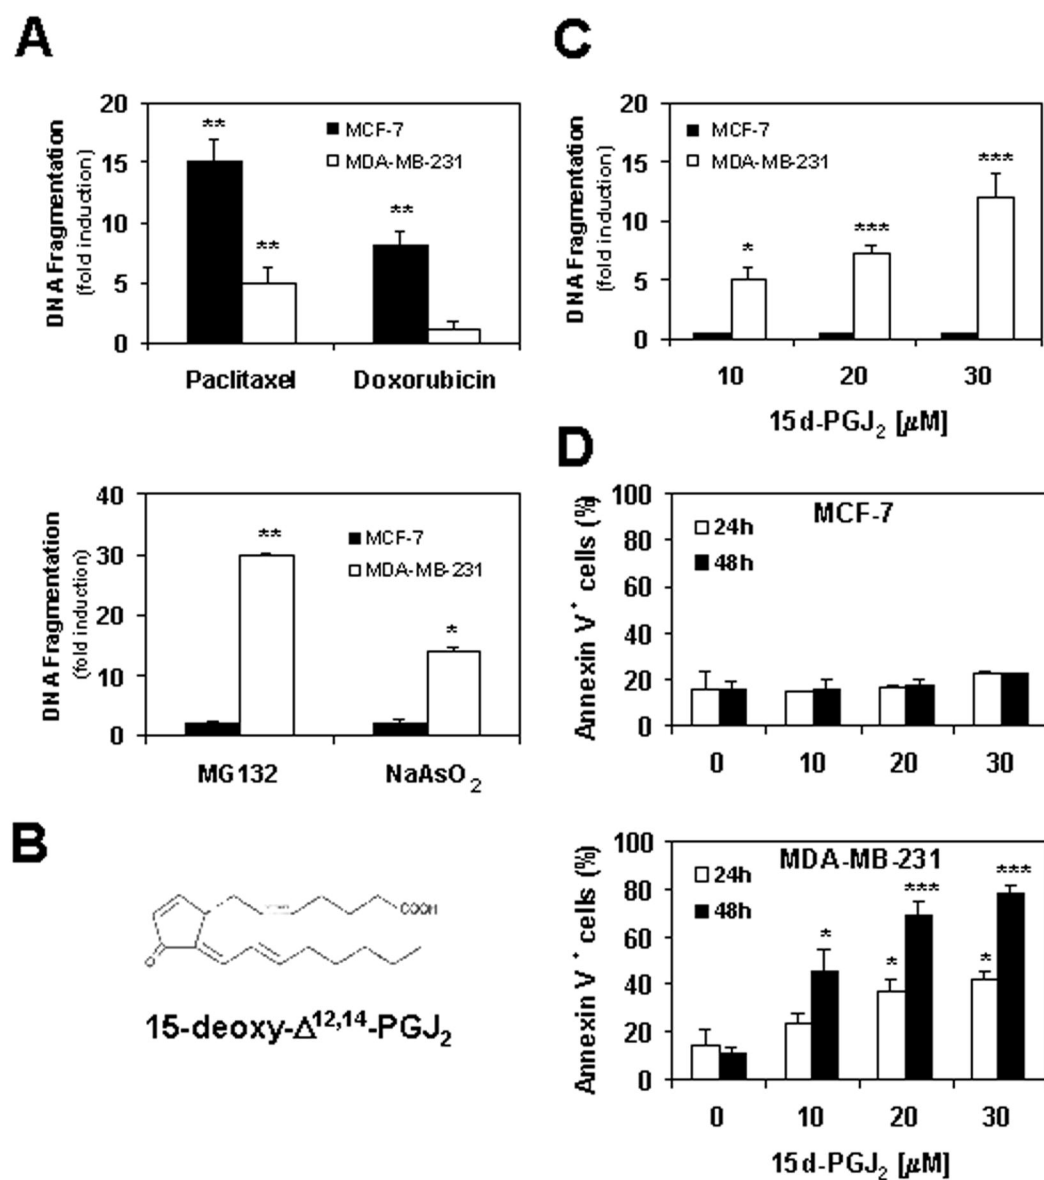 A
DNA Fragmentation
(fold induction)
20
15
10
5
0
**
**
**
MCF-7
MDA-MB-231
Paclitaxel
Doxorubicin
DNA Fragmentation
(fold induction)
40
30
20
10
0
**
*
MCF-7
MDA-MB-231
MG132
NaAsO₂
B
COOH
O
15-deoxy-Δ¹²,¹⁴-PGJ₂
C
DNA Fragmentation
(fold induction)
20
15
10
5
0
MCF-7
MDA-MB-231
*
***
***
10
20
30
15d-PGJ₂ [μM]
D
Annexin V⁺ cells (%)
100
80
60
40
20
0
MCF-7
24h
48h
0
10
20
30
Annexin V⁺ cells (%)
100
80
60
40
20
0
MDA-MB-231
24h
48h
*
*
***
*
***
0
10
20
30
15d-PGJ₂ [μM]